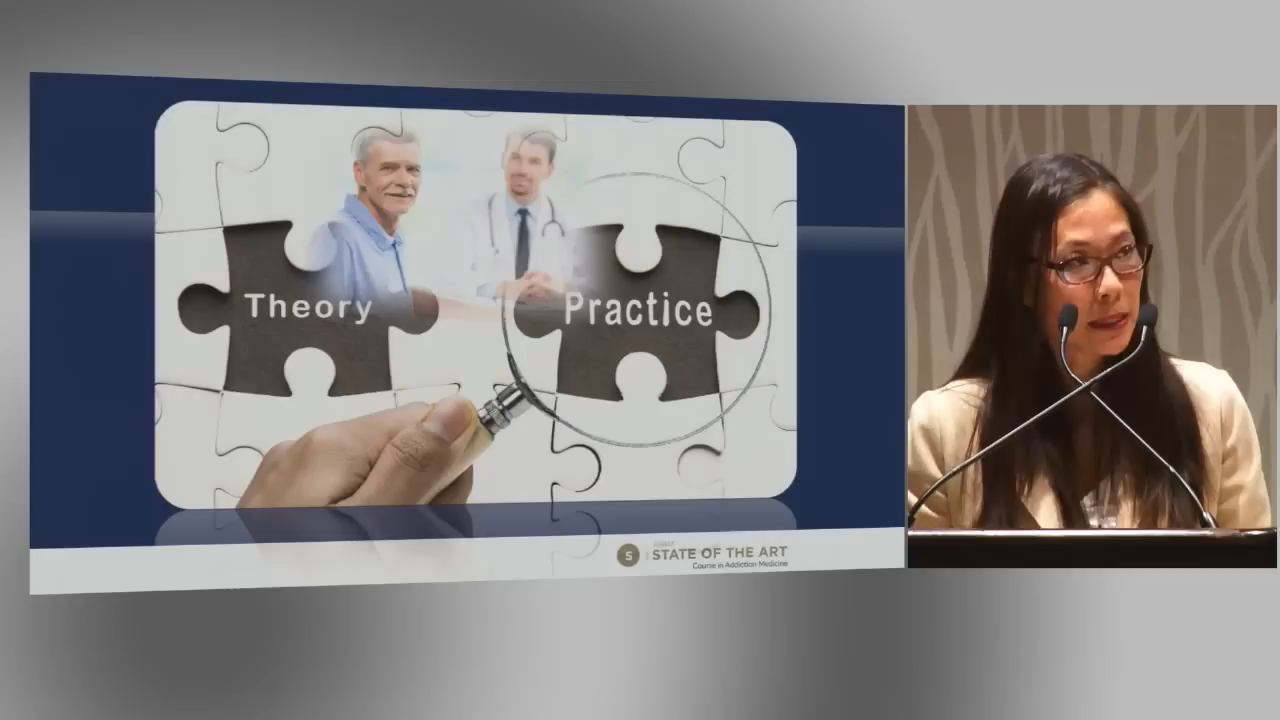 Theory
Practice
S
STATE OF THE ART
Course in Addiction Medicine